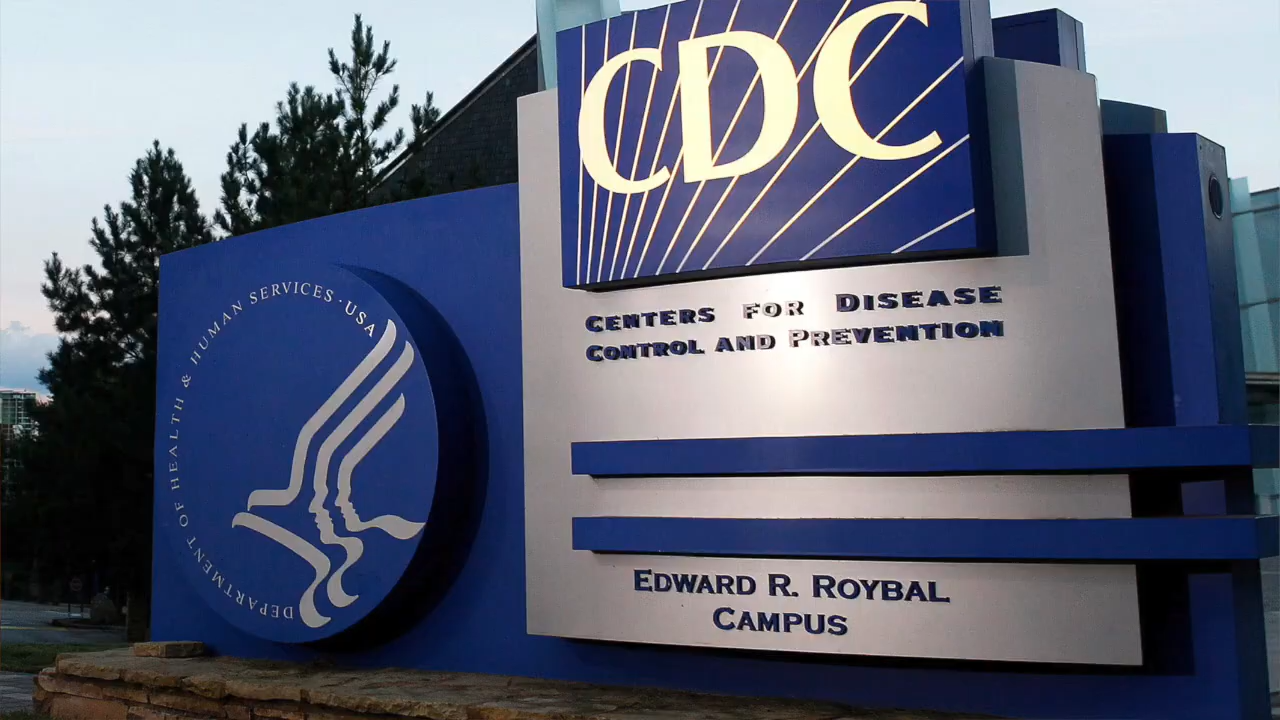 CDC
CENTERS FOR DISEASE
CONTROL AND PREVENTION
EDWARD R. ROYBAL
CAMPUS
DEPARTMENT OF HEALTH & HUMAN SERVICES · USA